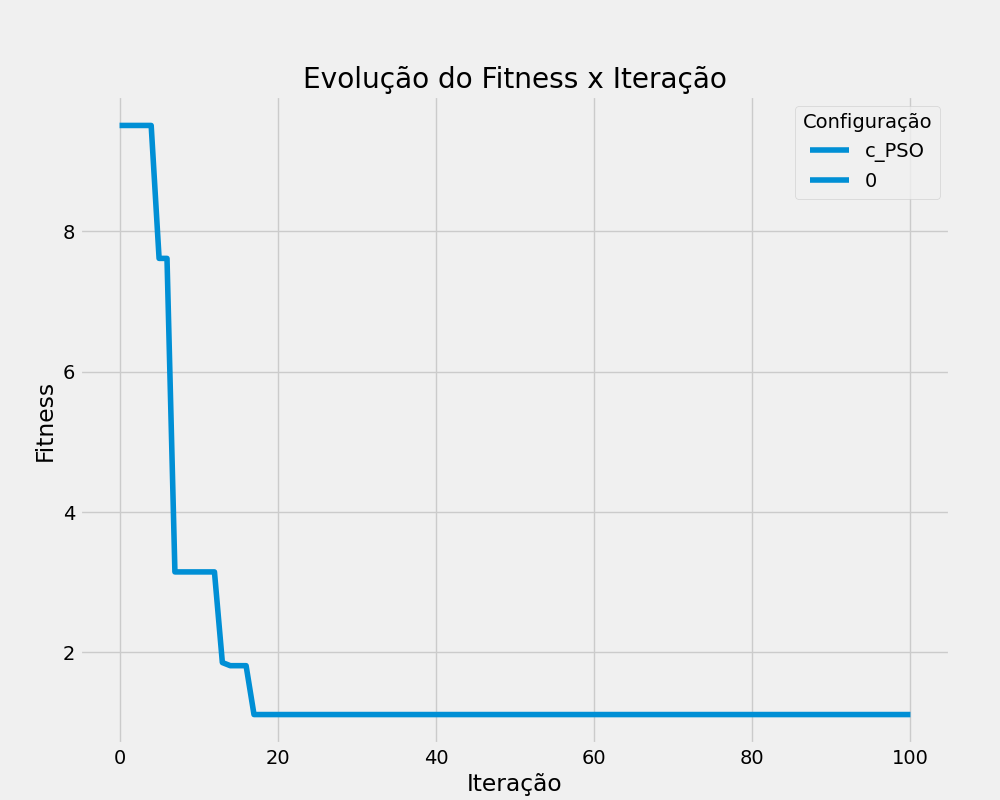 Evolução do Fitness x Iteração
Configuração
c_PSO
0
8
6
4
2
Fitness
0 20 40 60 80 100
Iteração